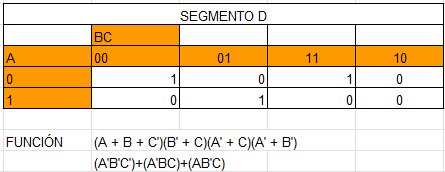 SEGMENTO D
BC
A 00 01 11 10
0 1 0 1 0
1 0 1 0 0
FUNCIÓN (A + B + C')(B' + C)(A' + C)(A' + B')
(A'B'C')+(A'BC)+(AB'C)